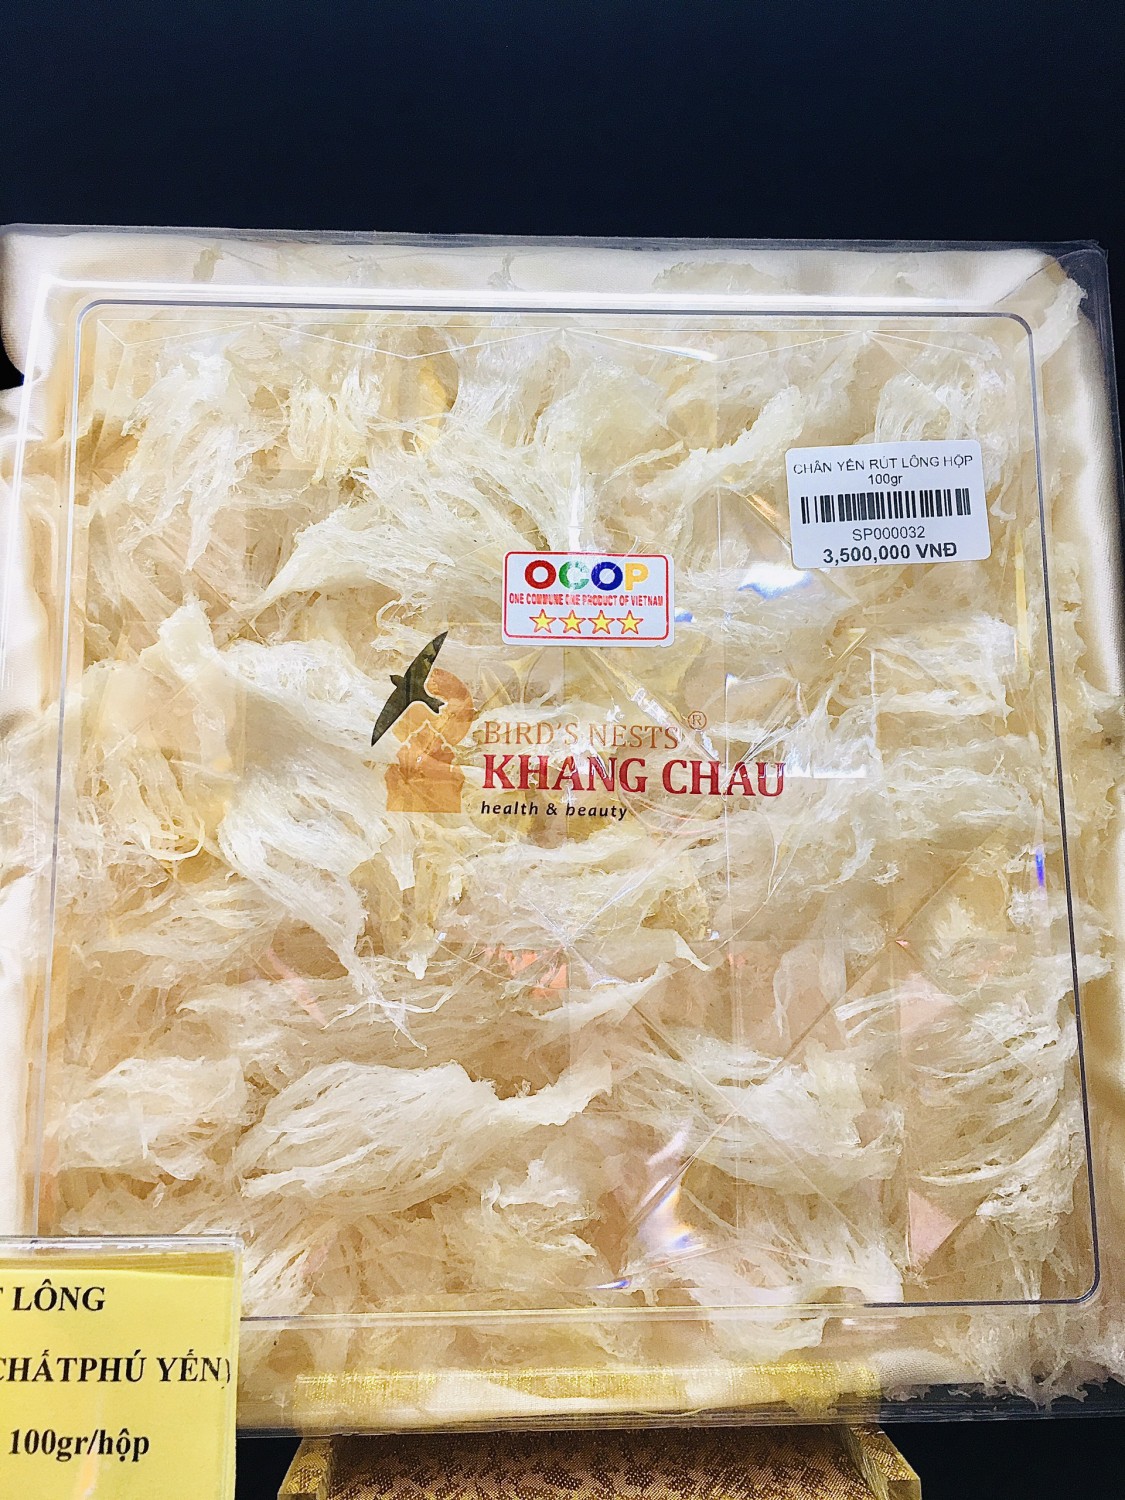 CHÂN YẾN RÚT LÔNG HỘP
100gr
SP000032
3,500,000 VNĐ
OCOP
ONE COMMUNE ONE PRODUCT OF VIETNAM
BIRD'S NESTS®
KHANG CHAU
health & beauty
LÔNG
CHẤTPHÚ YẾN)
100gr/hộp